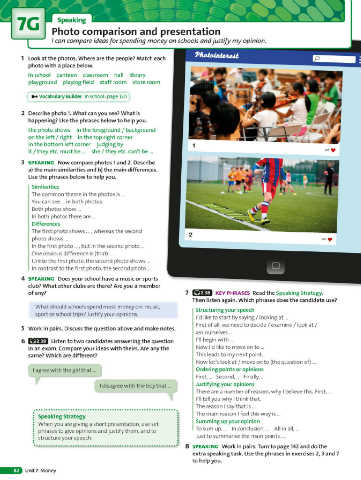 7G
Speaking
Photo comparison and presentation
I can compare ideas for spending money on schools and justify my opinion.
1 Look at the photos. Where are the people? Match each
photo with a place below.
In school canteen classroom hall library
playground playing field staff room store room
Vocabulary Builder In school: page 120
2 Describe photo 1. What can you see? What is
happening? Use the phrases below to help you.
the photo shows in the foreground / background
on the left / right in the top right corner
in the bottom left corner judging by
it / they etc. must be … she / they etc. can't be …
3 SPEAKING Now compare photos 1 and 2. Describe
a) the main similarities and b) the main differences.
Use the phrases below to help you.
Similarities
The common theme in the photos is …
You can see … in both photos.
Both photos show …
In both photos there are …
Differences
The first photo shows … , whereas the second
photo shows …
In the first photo …, but in the second photo …
One obvious difference is (that)
Unlike the first photo, the second photo shows …
In contrast to the first photo, the second photo …
4 SPEAKING Does your school have a music or sports
club? What other clubs are there? Are you a member
of any?
What should schools spend most money on: music,
sport or school trips? Justify your opinions.
5 Work in pairs. Discuss the question above and make notes.
6 Listen to two candidates answering the question
in an exam. Compare your ideas with theirs. Are any the
same? Which are different?
I agree with the girl that …
I disagree with the boy that …
Speaking Strategy
When you are giving a short presentation, use set
phrases to give opinions and justify them, and to
structure your speech.
Photointerest
1
2
7 KEY PHRASES Read the Speaking Strategy.
Then listen again. Which phrases does the candidate use?
Structuring your speech
I'd like to start by saying / looking at …
First of all, we need to decide / examine / look at /
ask ourselves …
I'll begin with …
Now I'd like to move on to …
This leads to my next point.
Now let's look at / move on to (the question of) …
Ordering points or opinions
First, … Second, … Finally, …
Justifying your opinions
There are a number of reasons why I believe this. First, …
I'll tell you why I think that.
The reason I say that is …
The main reason I feel this way is …
Summing up your opinion
To sum up, … In conclusion … All in all, …
Just to summarise the main points …
8 SPEAKING Work in pairs. Turn to page 143 and do the
extra speaking task. Use the phrases in exercises 2, 3 and 7
to help you.
82 Unit 7 Money